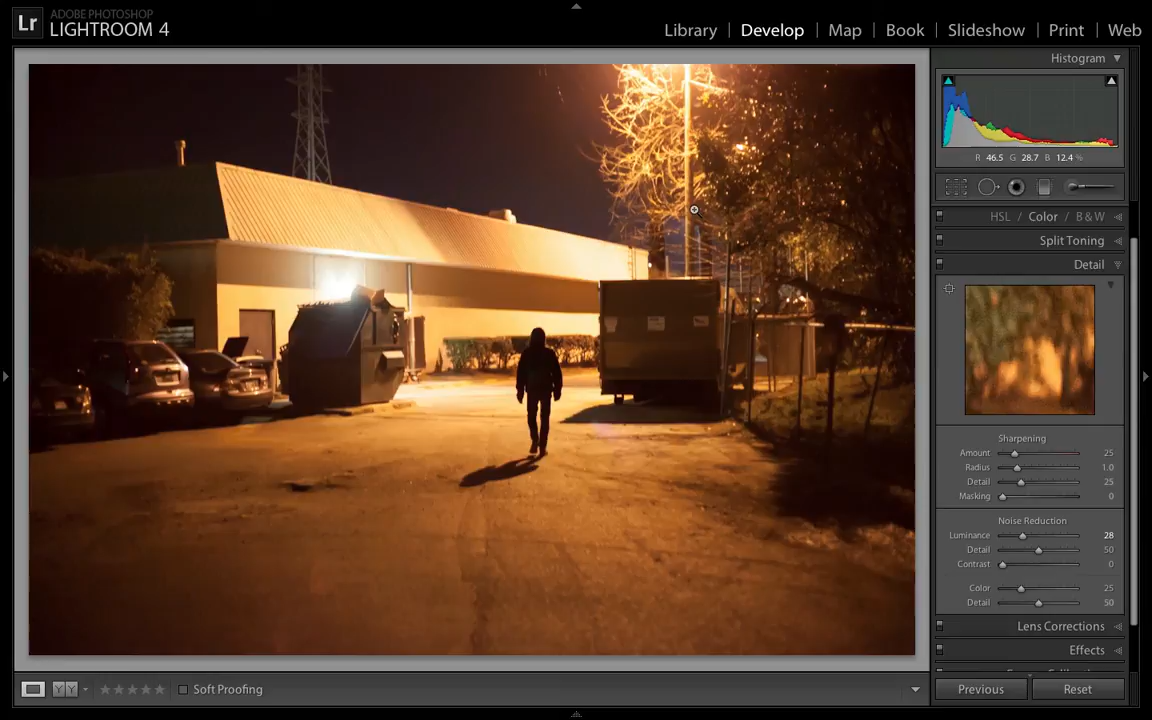 Lr
ADOBE PHOTOSHOP
LIGHTROOM 4
Library | Develop | Map | Book | Slideshow | Print | Web
Histogram
R 46.5 G 28.7 B 12.4 %
HSL / Color / B & W
Split Toning
Detail
Sharpening
Amount 25
Radius 1.0
Detail 25
Masking 0
Noise Reduction
Luminance 28
Detail 50
Contrast 0
Color 25
Detail 50
Lens Corrections
Effects
YY
Soft Proofing
Previous
Reset